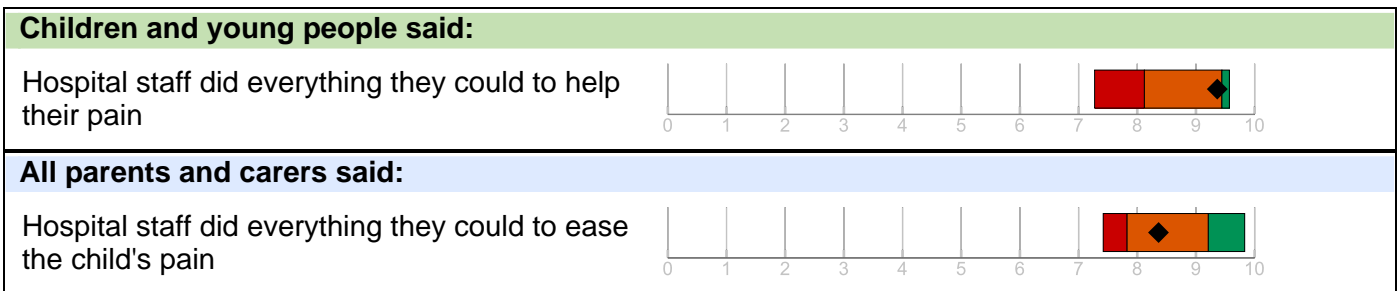 Children and young people said:
Hospital staff did everything they could to help
their pain
0 1 2 3 4 5 6 7 8 9 10
All parents and carers said:
Hospital staff did everything they could to ease
the child's pain
0 1 2 3 4 5 6 7 8 9 10